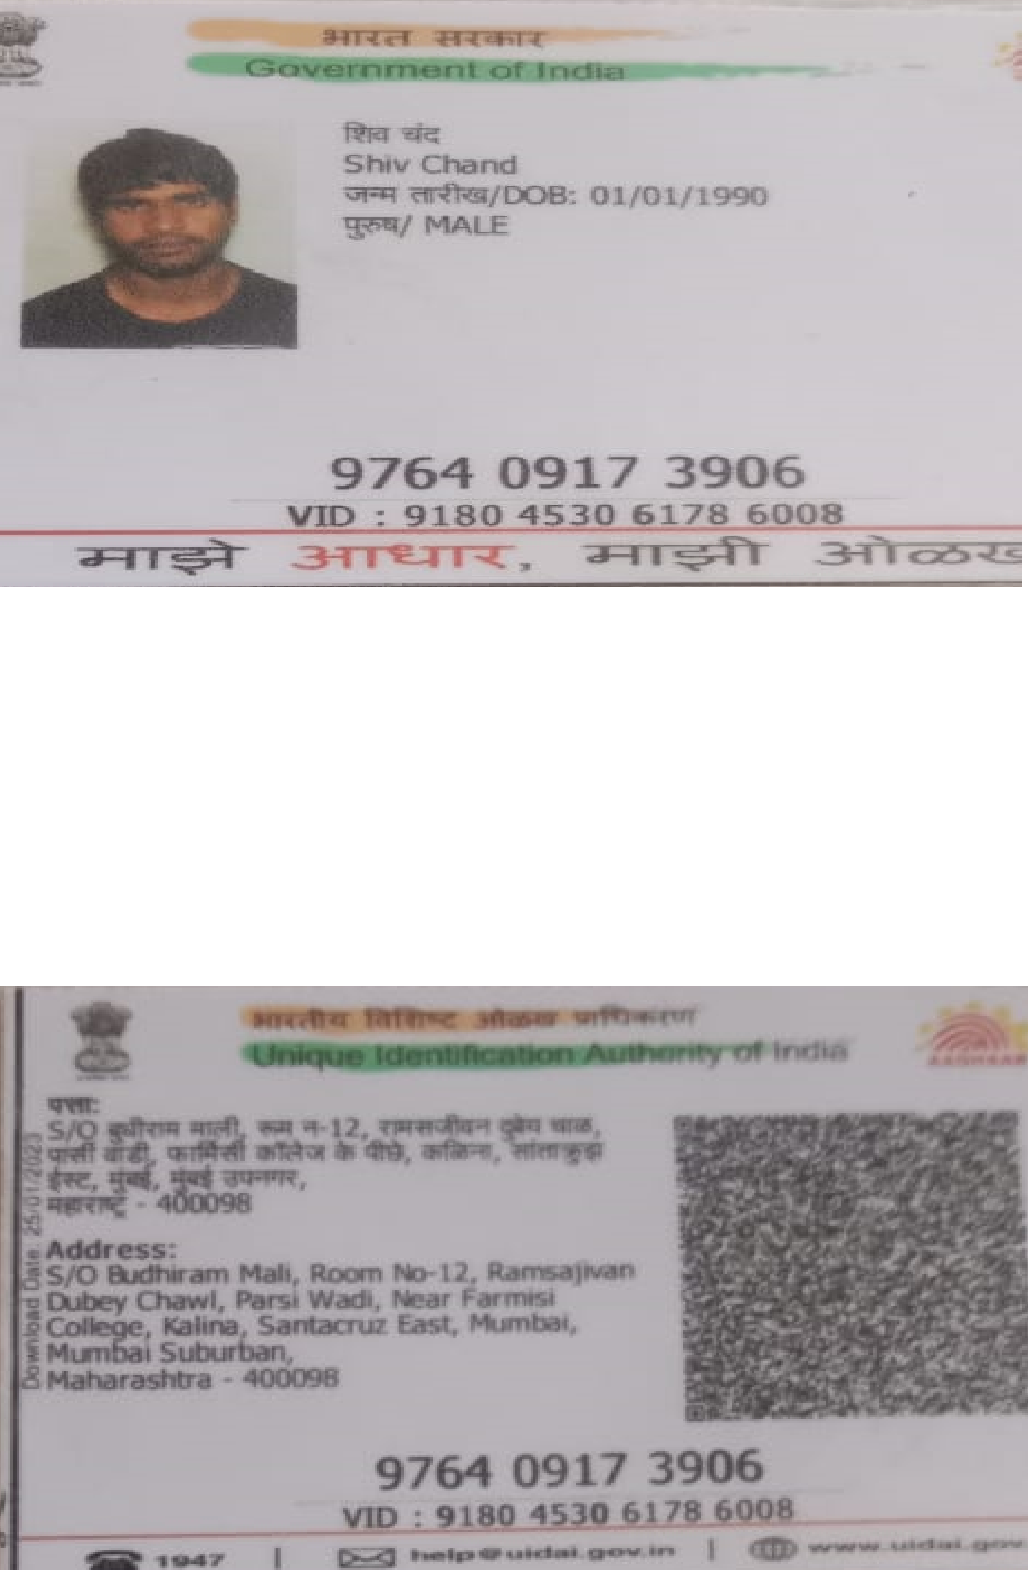 भारत सरकार
Government of India
शिव चंद
Shiv Chand
जन्म तारीख/DOB: 01/01/1990
पुरुष/ MALE
9764 0917 3906
VID : 9180 4530 6178 6008
माझे आधार, माझी ओळख
भारतीय विशिष्ट ओळख प्राधिकरण
Unique Identification Authority of India
AADHAAR
Download Date: 25/01/2023
पत्ता:
S/O बुधीराम माली, रूम न-12, रामसजीवन दुबेय चाळ,
पार्सी वाडी, फार्मिसी कॉलेज के पीछे, कळिना, सांताक्रुझ
ईस्ट, मुंबई, मुंबई उपनगर,
महाराष्ट्र - 400098
Address:
S/O Budhiram Mali, Room No-12, Ramsajivan
Dubey Chawl, Parsi Wadi, Near Farmisi
College, Kalina, Santacruz East, Mumbai,
Mumbai Suburban,
Maharashtra - 400098
9764 0917 3906
VID : 9180 4530 6178 6008
1947 | help@uidai.gov.in | www.uidai.gov